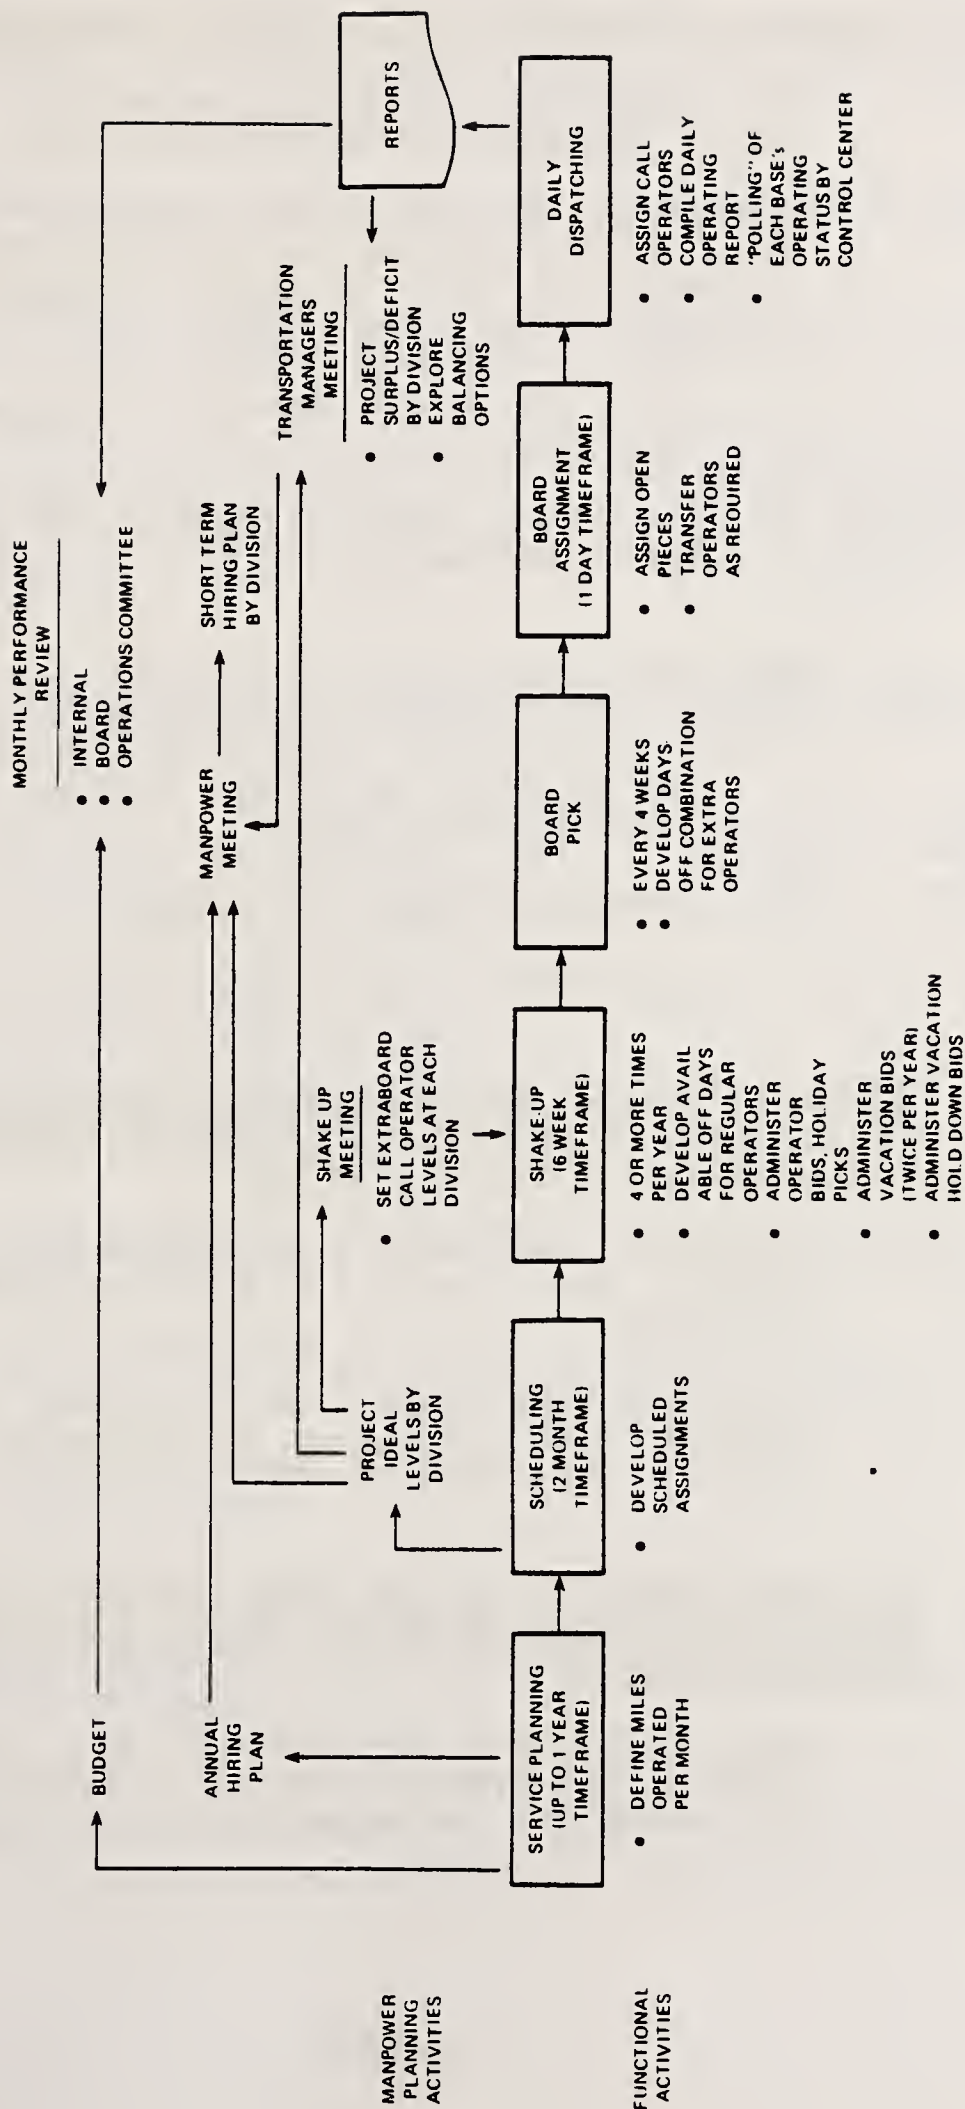 MONTHLY PERFORMANCE
REVIEW
• INTERNAL
• BOARD
• OPERATIONS COMMITTEE
BUDGET
ANNUAL
HIRING
PLAN
MANPOWER
MEETING
SHORT TERM
HIRING PLAN
BY DIVISION
TRANSPORTATION
MANAGERS
MEETING
• PROJECT
SURPLUS/DEFICIT
BY DIVISION
• EXPLORE
BALANCING
OPTIONS
REPORTS
MANPOWER
PLANNING
ACTIVITIES
PROJECT
IDEAL
LEVELS BY
DIVISION
SHAKE UP
MEETING
• SET EXTRABOARD
CALL OPERATOR
LEVELS AT EACH
DIVISION
SERVICE PLANNING
(UP TO 1 YEAR
TIMEFRAME)
SCHEDULING
(2 MONTH
TIMEFRAME)
SHAKE-UP
(6 WEEK
TIMEFRAME)
BOARD
PICK
BOARD
ASSIGNMENT
(1 DAY TIMEFRAME)
DAILY
DISPATCHING
FUNCTIONAL
ACTIVITIES
• DEFINE MILES
OPERATED
PER MONTH
• DEVELOP
SCHEDULED
ASSIGNMENTS
• 4 OR MORE TIMES
PER YEAR
• DEVELOP AVAIL
ABLE OFF DAYS
FOR REGULAR
OPERATORS
• ADMINISTER
OPERATOR
BIDS, HOLIDAY
PICKS
• ADMINISTER
VACATION BIDS
(TWICE PER YEAR)
• ADMINISTER VACATION
HOLD DOWN BIDS
• EVERY 4 WEEKS
• DEVELOP DAYS
OFF COMBINATION
FOR EXTRA
OPERATORS
• ASSIGN OPEN
PIECES
• TRANSFER
OPERATORS
AS REQUIRED
• ASSIGN CALL
OPERATORS
• COMPILE DAILY
OPERATING
REPORT
• "POLLING" OF
EACH BASE's
OPERATING
STATUS BY
CONTROL CENTER